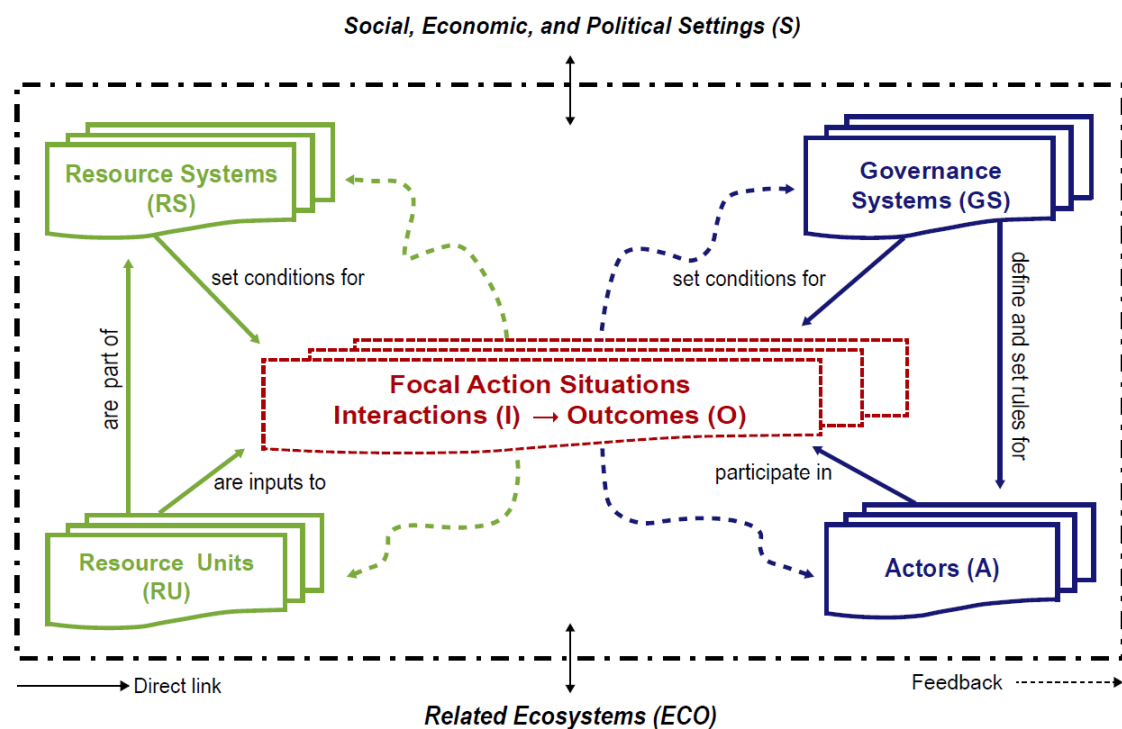 Social, Economic, and Political Settings (S)
Resource Systems
(RS)
Governance
Systems (GS)
set conditions for
set conditions for
are part of
define and set rules for
Focal Action Situations
Interactions (I) → Outcomes (O)
are inputs to
participate in
Resource Units
(RU)
Actors (A)
Direct link
Feedback
Related Ecosystems (ECO)